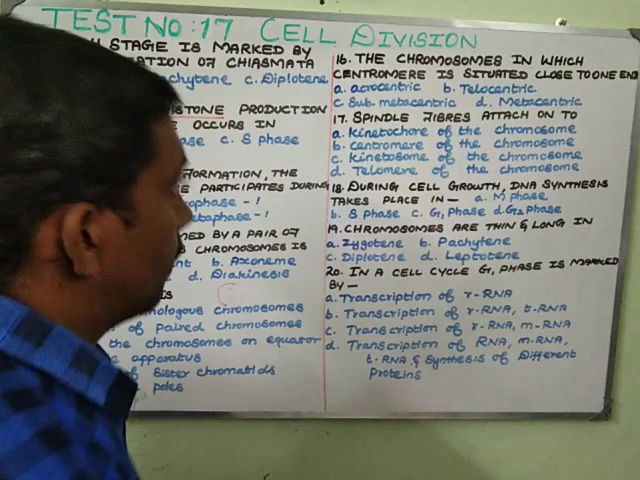 TEST NO: 17 CELL DIVISION
STAGE IS MARKED BY
ATION OF CHIASMATA
achytene c. Diplotene
ISTONE PRODUCTION
E OCCURS IN
ase c. S phase
FORMATION, THE
E PARTICIPATES DURING
ophase - I
etaphase - I
MED BY A PAIR OF
CHROMOSOMES IS
nt b. Axoneme
e d. Diakinesis
IS
mologous chromosomes
of paired chromosomes
the chromosomes on equator
e apparatus
of sister chromatids
poles
16. THE CHROMOSOMES IN WHICH
CENTROMERE IS SITUATED CLOSE TO ONE END
a. acrocentric b. Telocentric
c Sub. metacentric d. Metacentric
17. SPINDLE FIBRES ATTACH ON TO
a. Kinetochore of the chromosome
b. centromere of the chromosome
c. Kinetosome of the chromosome
d. Telomere of the chromosome
18. DURING CELL GROWTH, DNA SYNTHESIS
TAKES PLACE IN — a. M phase
b. S phase c. G1 phase d. G2 phase
19. CHROMOSOMES ARE THIN & LONG IN
a. Zygotene b. Pachytene
c. Diplotene d. Leptotene
20. IN A CELL CYCLE G1 PHASE IS MARKED
BY —
a. Transcription of r-RNA
b. Transcription of r-RNA, t-RNA
c. Transcription of r-RNA, m-RNA
d. Transcription of RNA, m-RNA,
t-RNA & synthesis of Different
Proteins